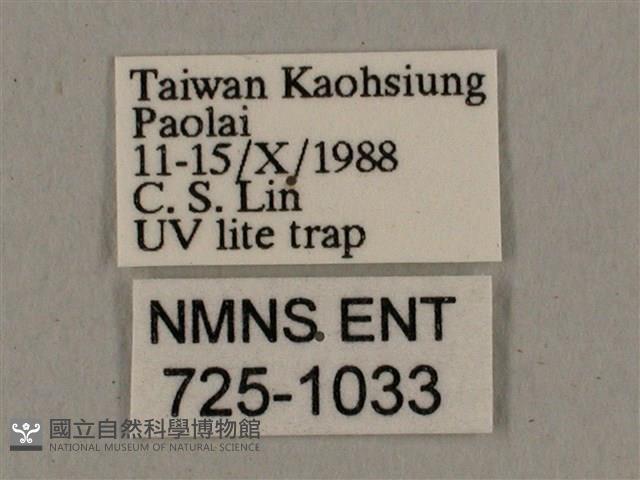 Taiwan Kaohsiung
Paolai
11-15/X/1988
C. S. Lin
UV lite trap
NMNS ENT
725-1033
國立自然科學博物館
NATIONAL MUSEUM OF NATURAL SCIENCE